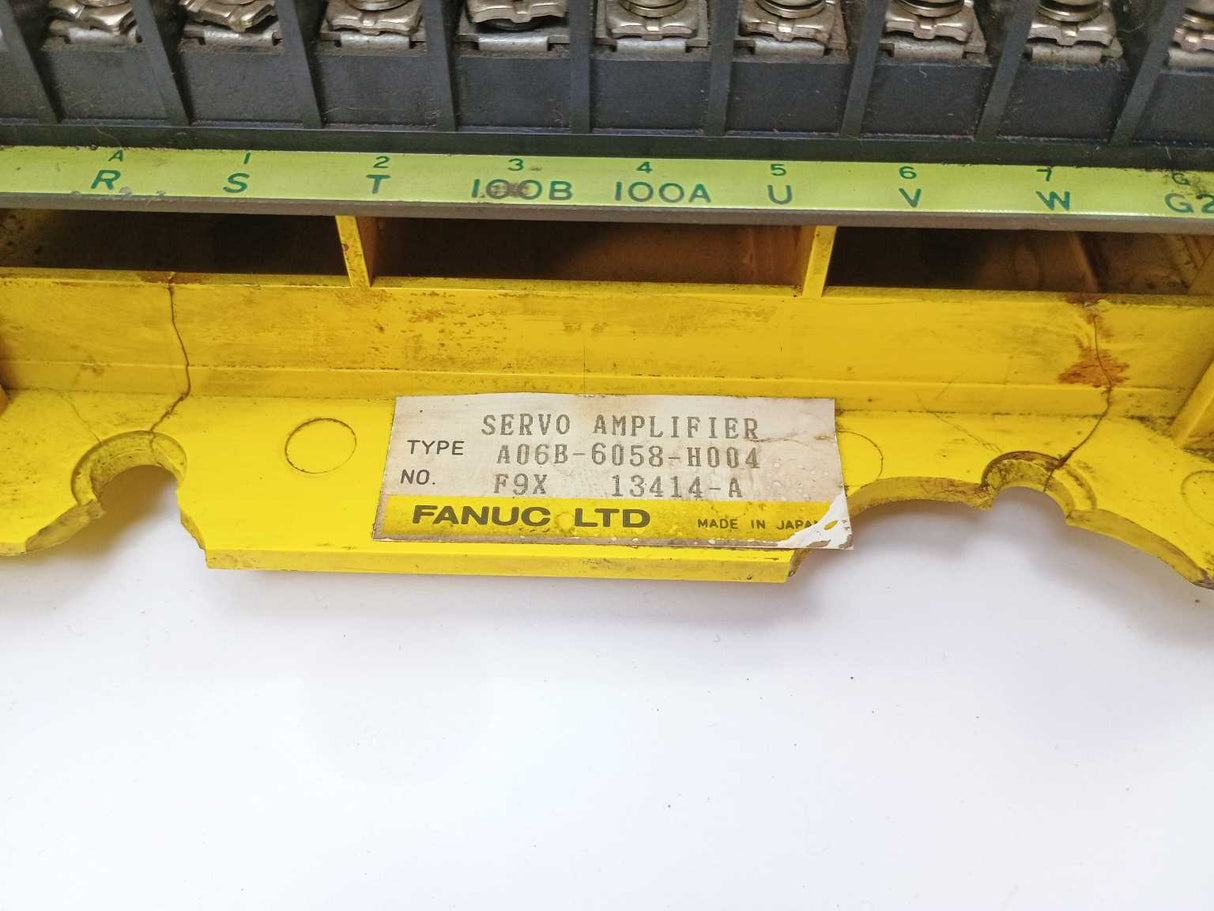 A 1 2 3 4 5 6 7 G
R S T 100B 100A U V W G2
SERVO AMPLIFIER
TYPE A06B-6058-H004
NO. F9X 13414-A
FANUC LTD MADE IN JAPAN